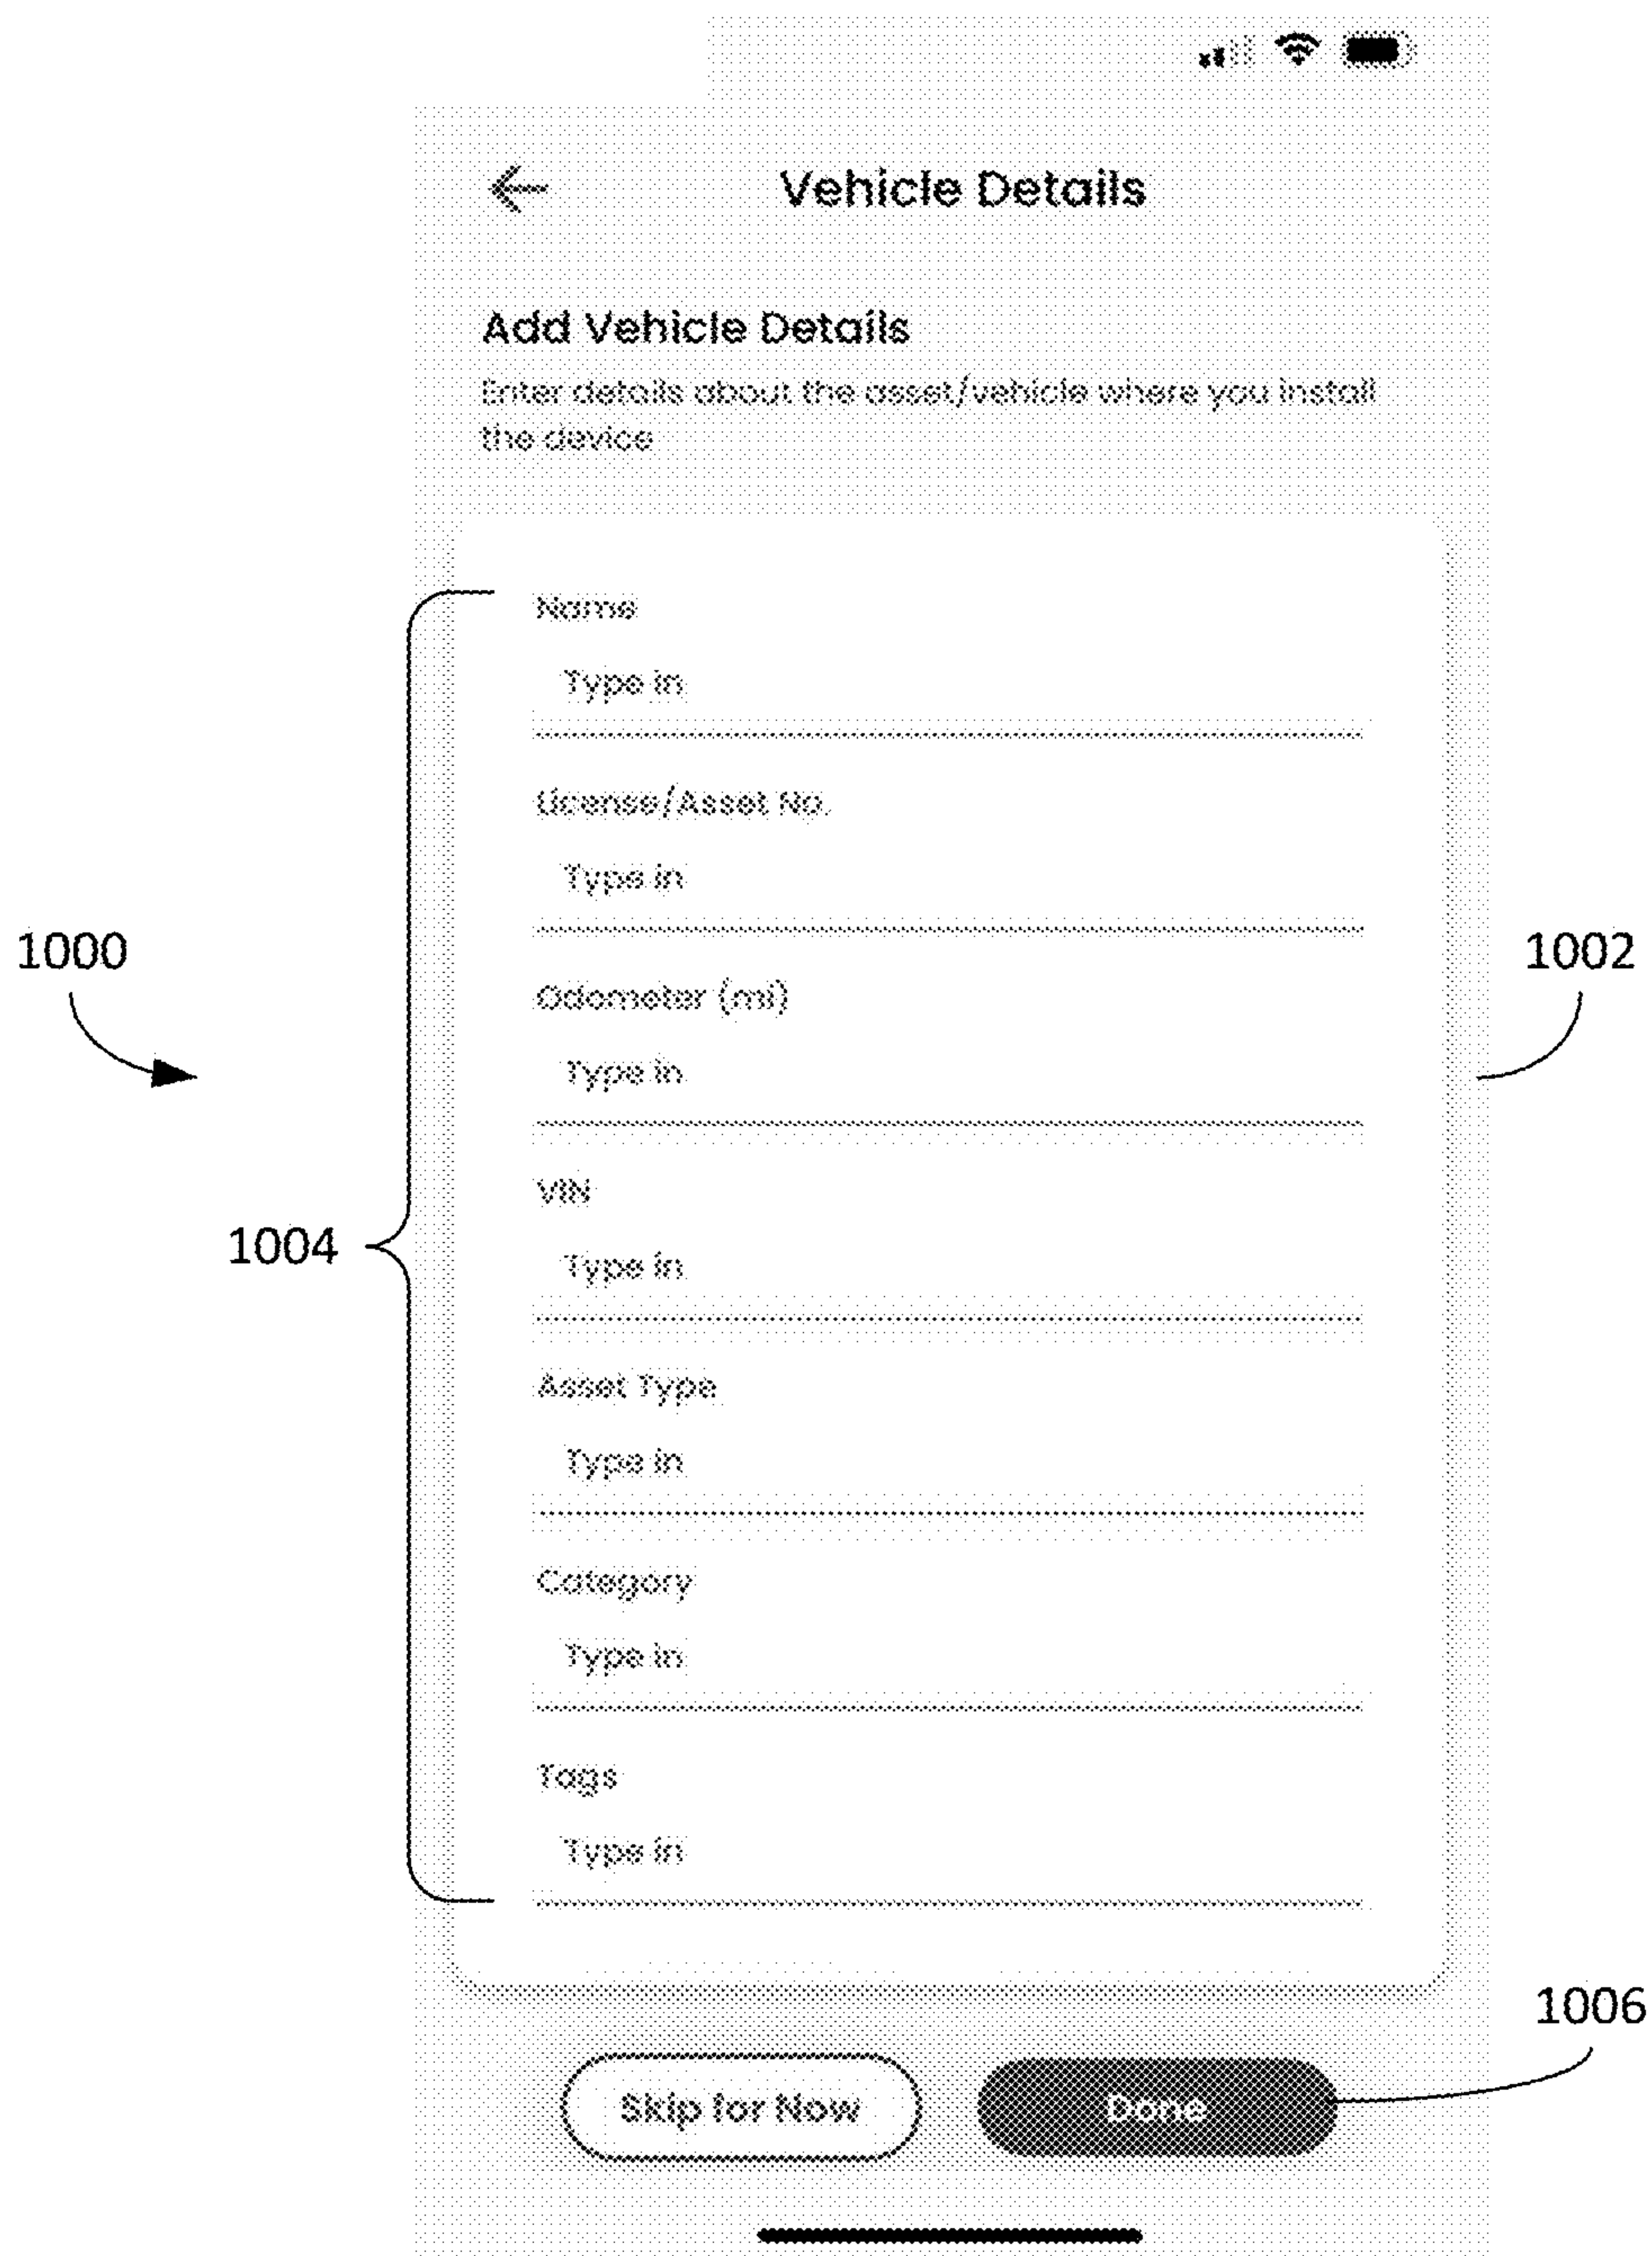 Vehicle Details
Add Vehicle Details
Enter details about the asset/vehicle where you install
the device
Name
Type in
License/Asset No.
Type in
1000
1002
Odometer (mi)
Type in
VIN
1004
Type in
Asset Type
Type in
Category
Type in
Tags
Type in
1006
Skip for Now
Done